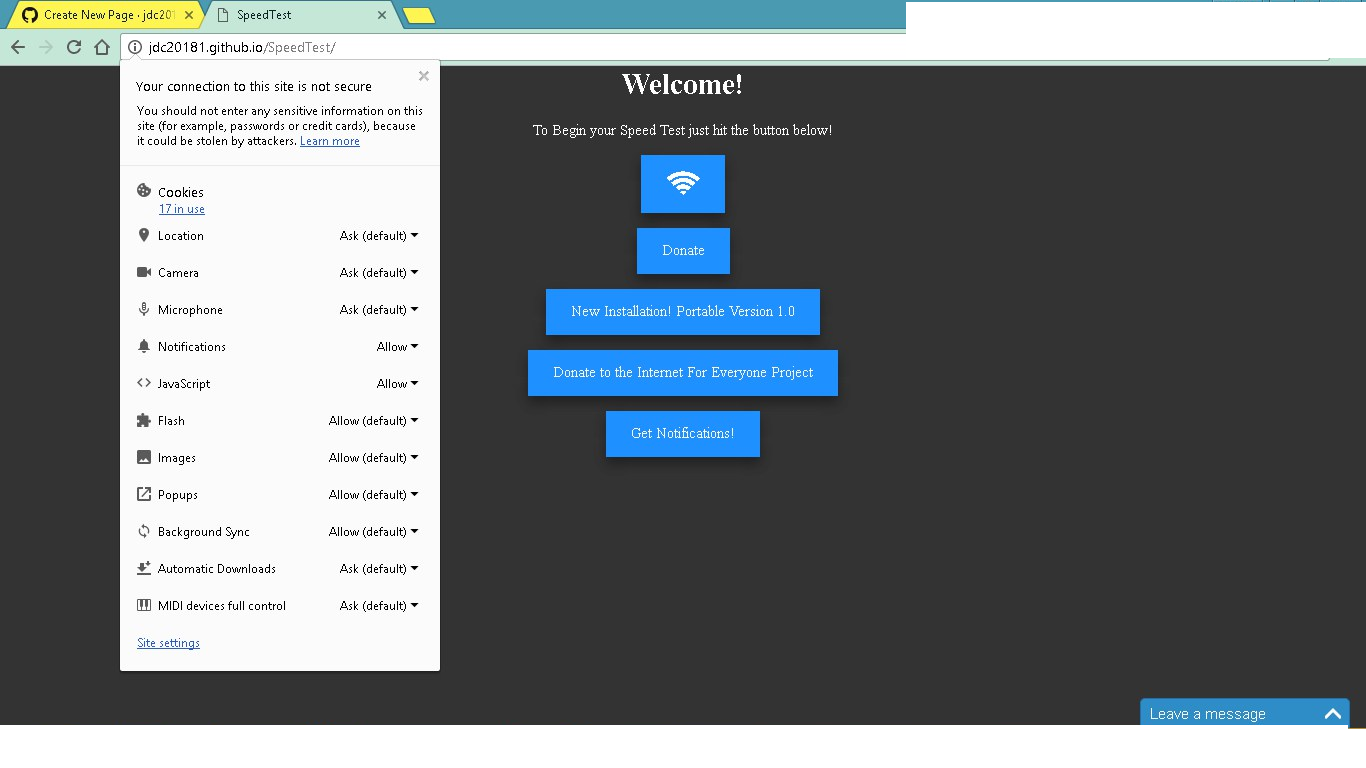 Create New Page · jdc201
SpeedTest
jdc20181.github.io/SpeedTest/
Your connection to this site is not secure
You should not enter any sensitive information on this
site (for example, passwords or credit cards), because
it could be stolen by attackers. Learn more
Cookies
17 in use
Location Ask (default)
Camera Ask (default)
Microphone Ask (default)
Notifications Allow
JavaScript Allow
Flash Allow (default)
Images Allow (default)
Popups Allow (default)
Background Sync Allow (default)
Automatic Downloads Ask (default)
MIDI devices full control Ask (default)
Site settings
Welcome!
To Begin your Speed Test just hit the button below!
Donate
New Installation! Portable Version 1.0
Donate to the Internet For Everyone Project
Get Notifications!
Leave a message